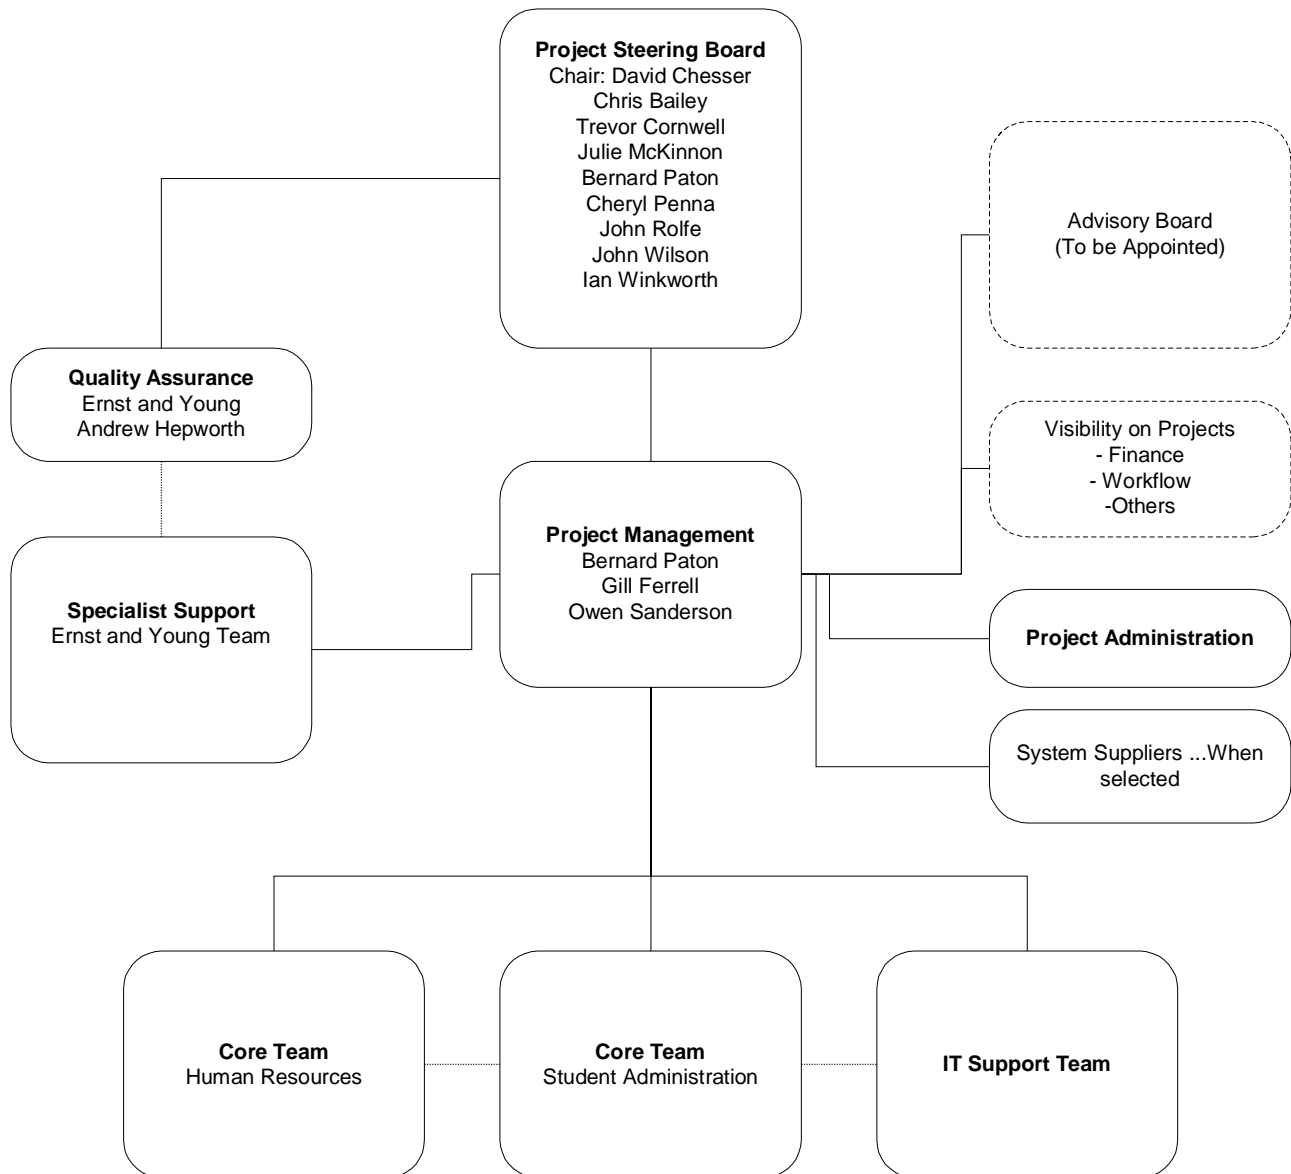 Project Steering Board
Chair: David Chesser
Chris Bailey
Trevor Cornwell
Julie McKinnon
Bernard Paton
Cheryl Penna
John Rolfe
John Wilson
Ian Winkworth
Advisory Board
(To be Appointed)
Quality Assurance
Ernst and Young
Andrew Hepworth
Visibility on Projects
- Finance
- Workflow
-Others
Project Management
Bernard Paton
Gill Ferrell
Owen Sanderson
Specialist Support
Ernst and Young Team
Project Administration
System Suppliers ...When
selected
Core Team
Human Resources
Core Team
Student Administration
IT Support Team